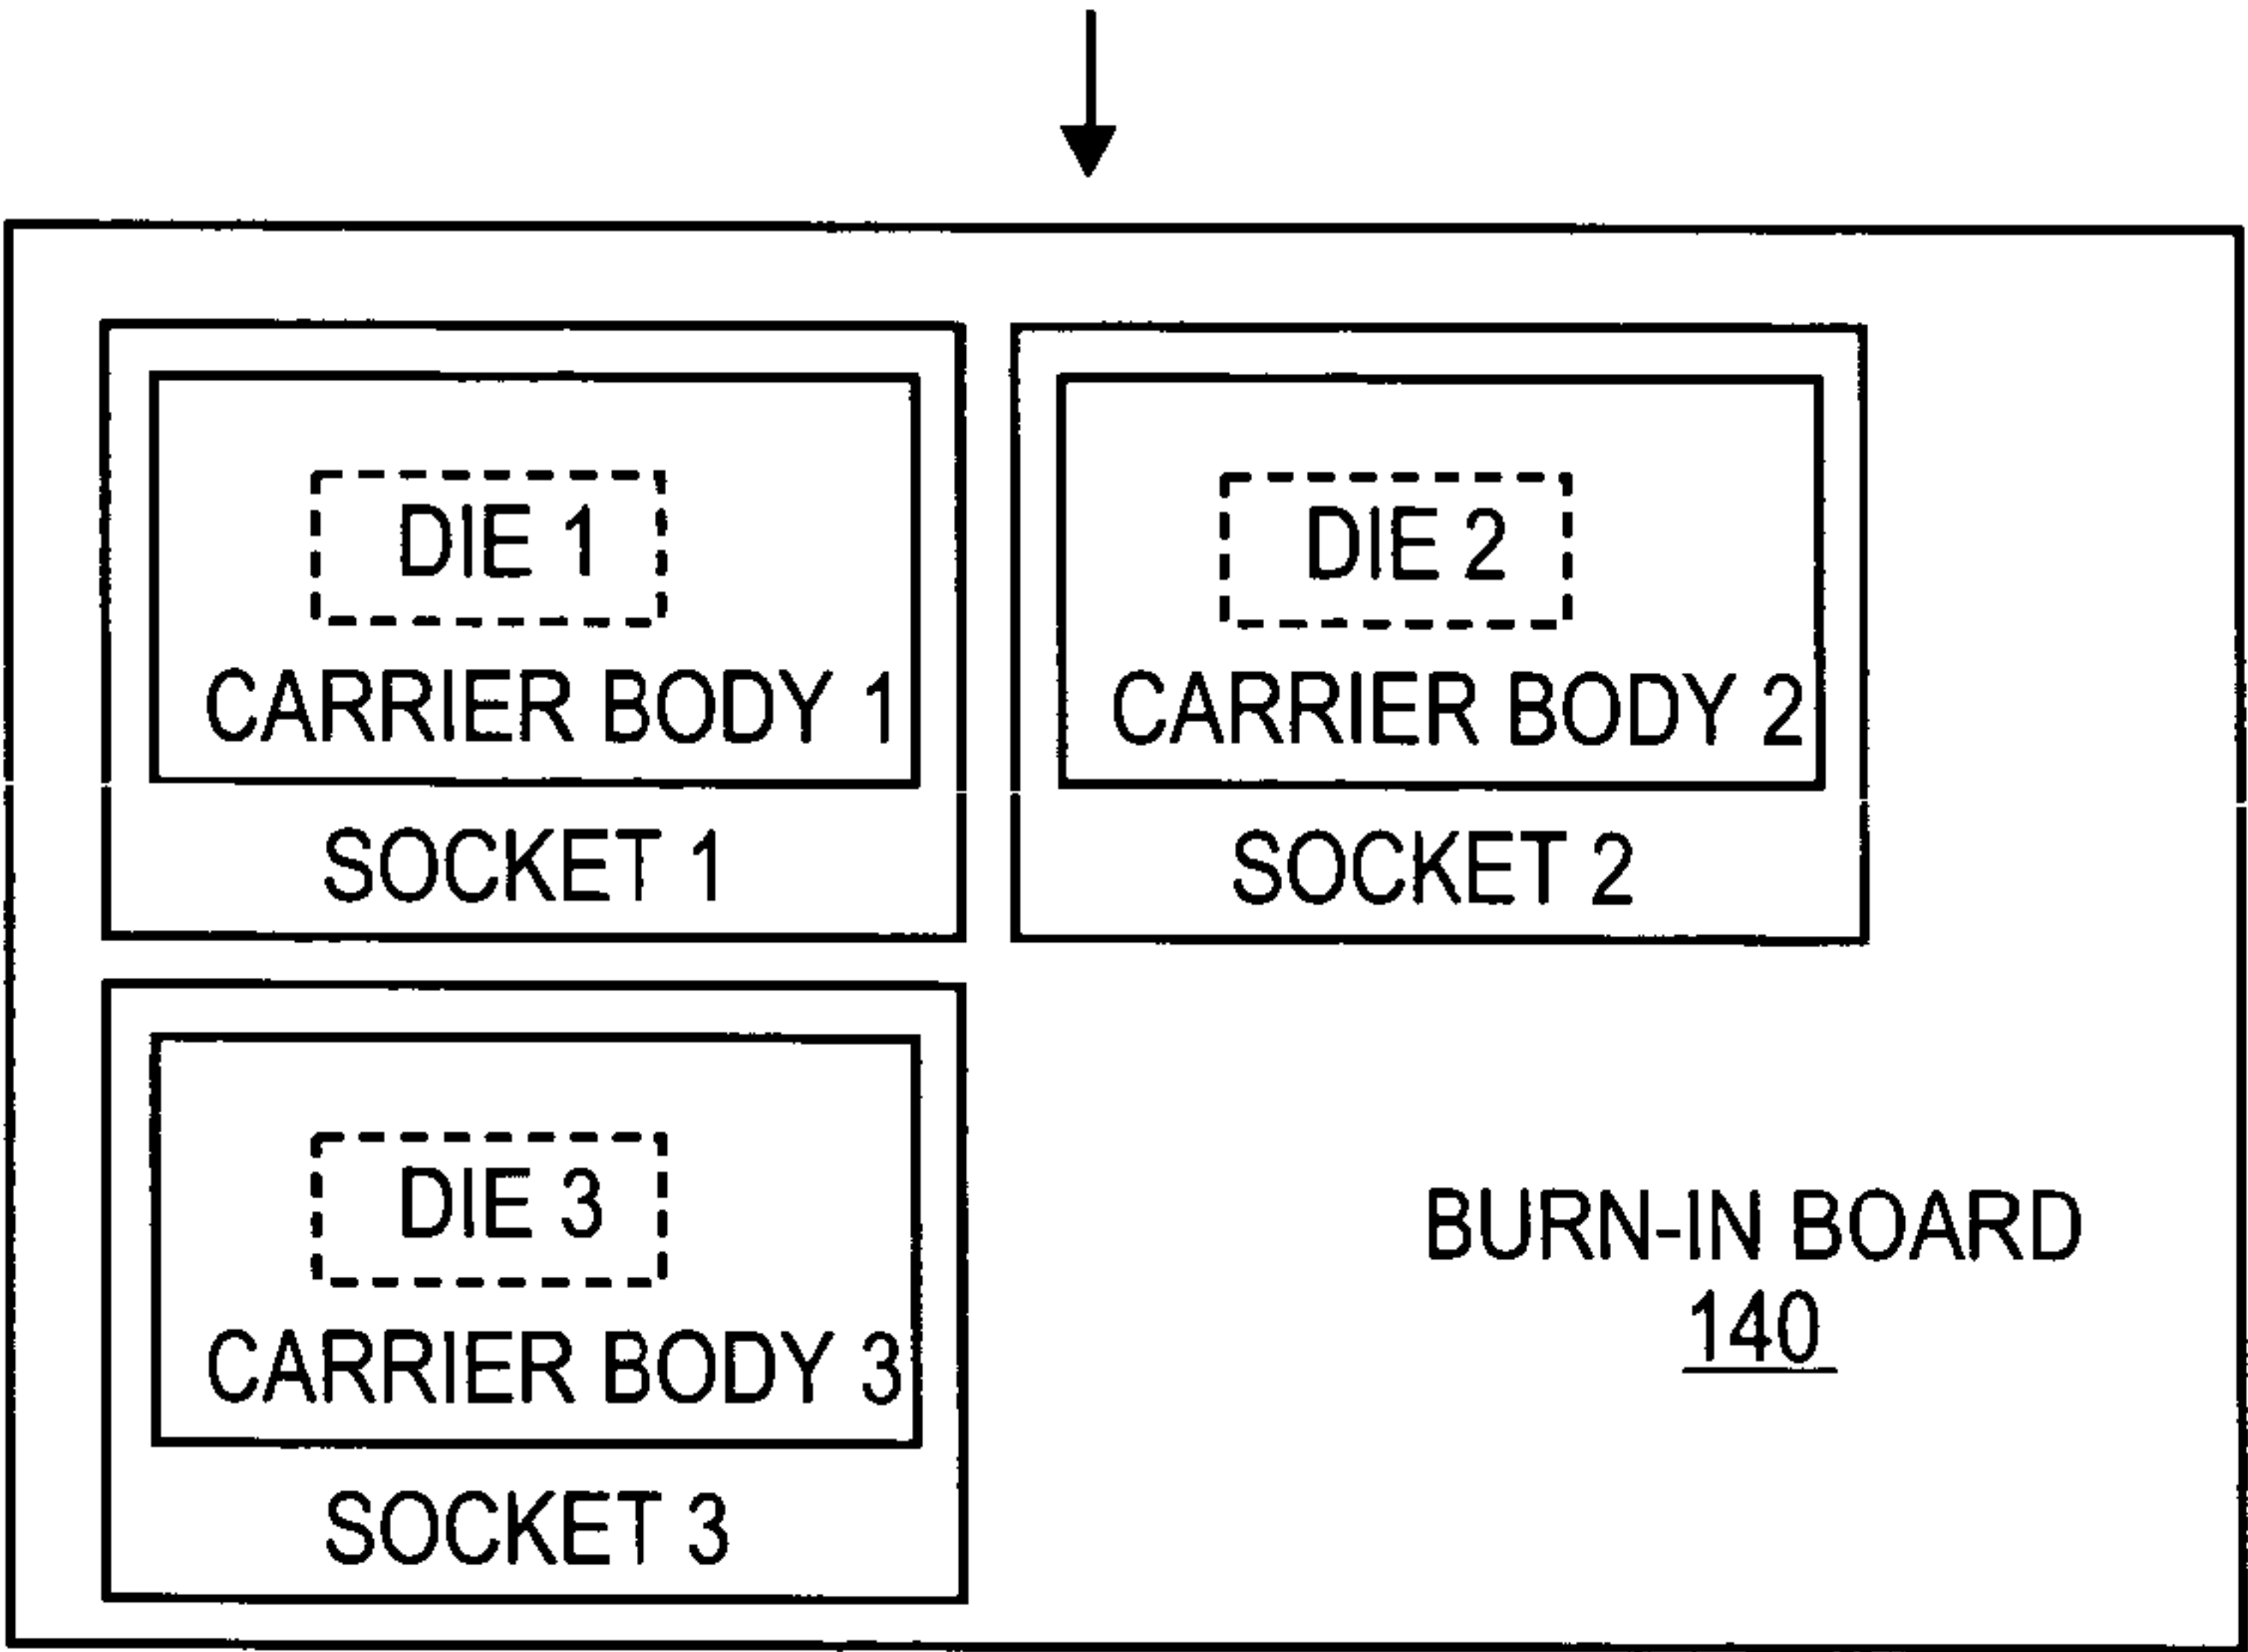 DIE 1
CARRIER BODY 1
SOCKET 1
DIE 2
CARRIER BODY 2
SOCKET 2
DIE 3
CARRIER BODY 3
SOCKET 3
BURN-IN BOARD
140